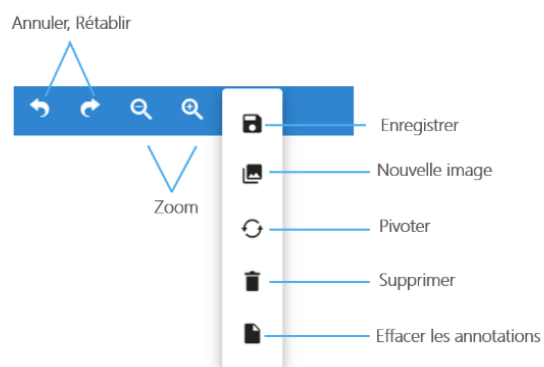 Annuler, Rétablir
Enregistrer
Nouvelle image
Zoom
Pivoter
Supprimer
Effacer les annotations